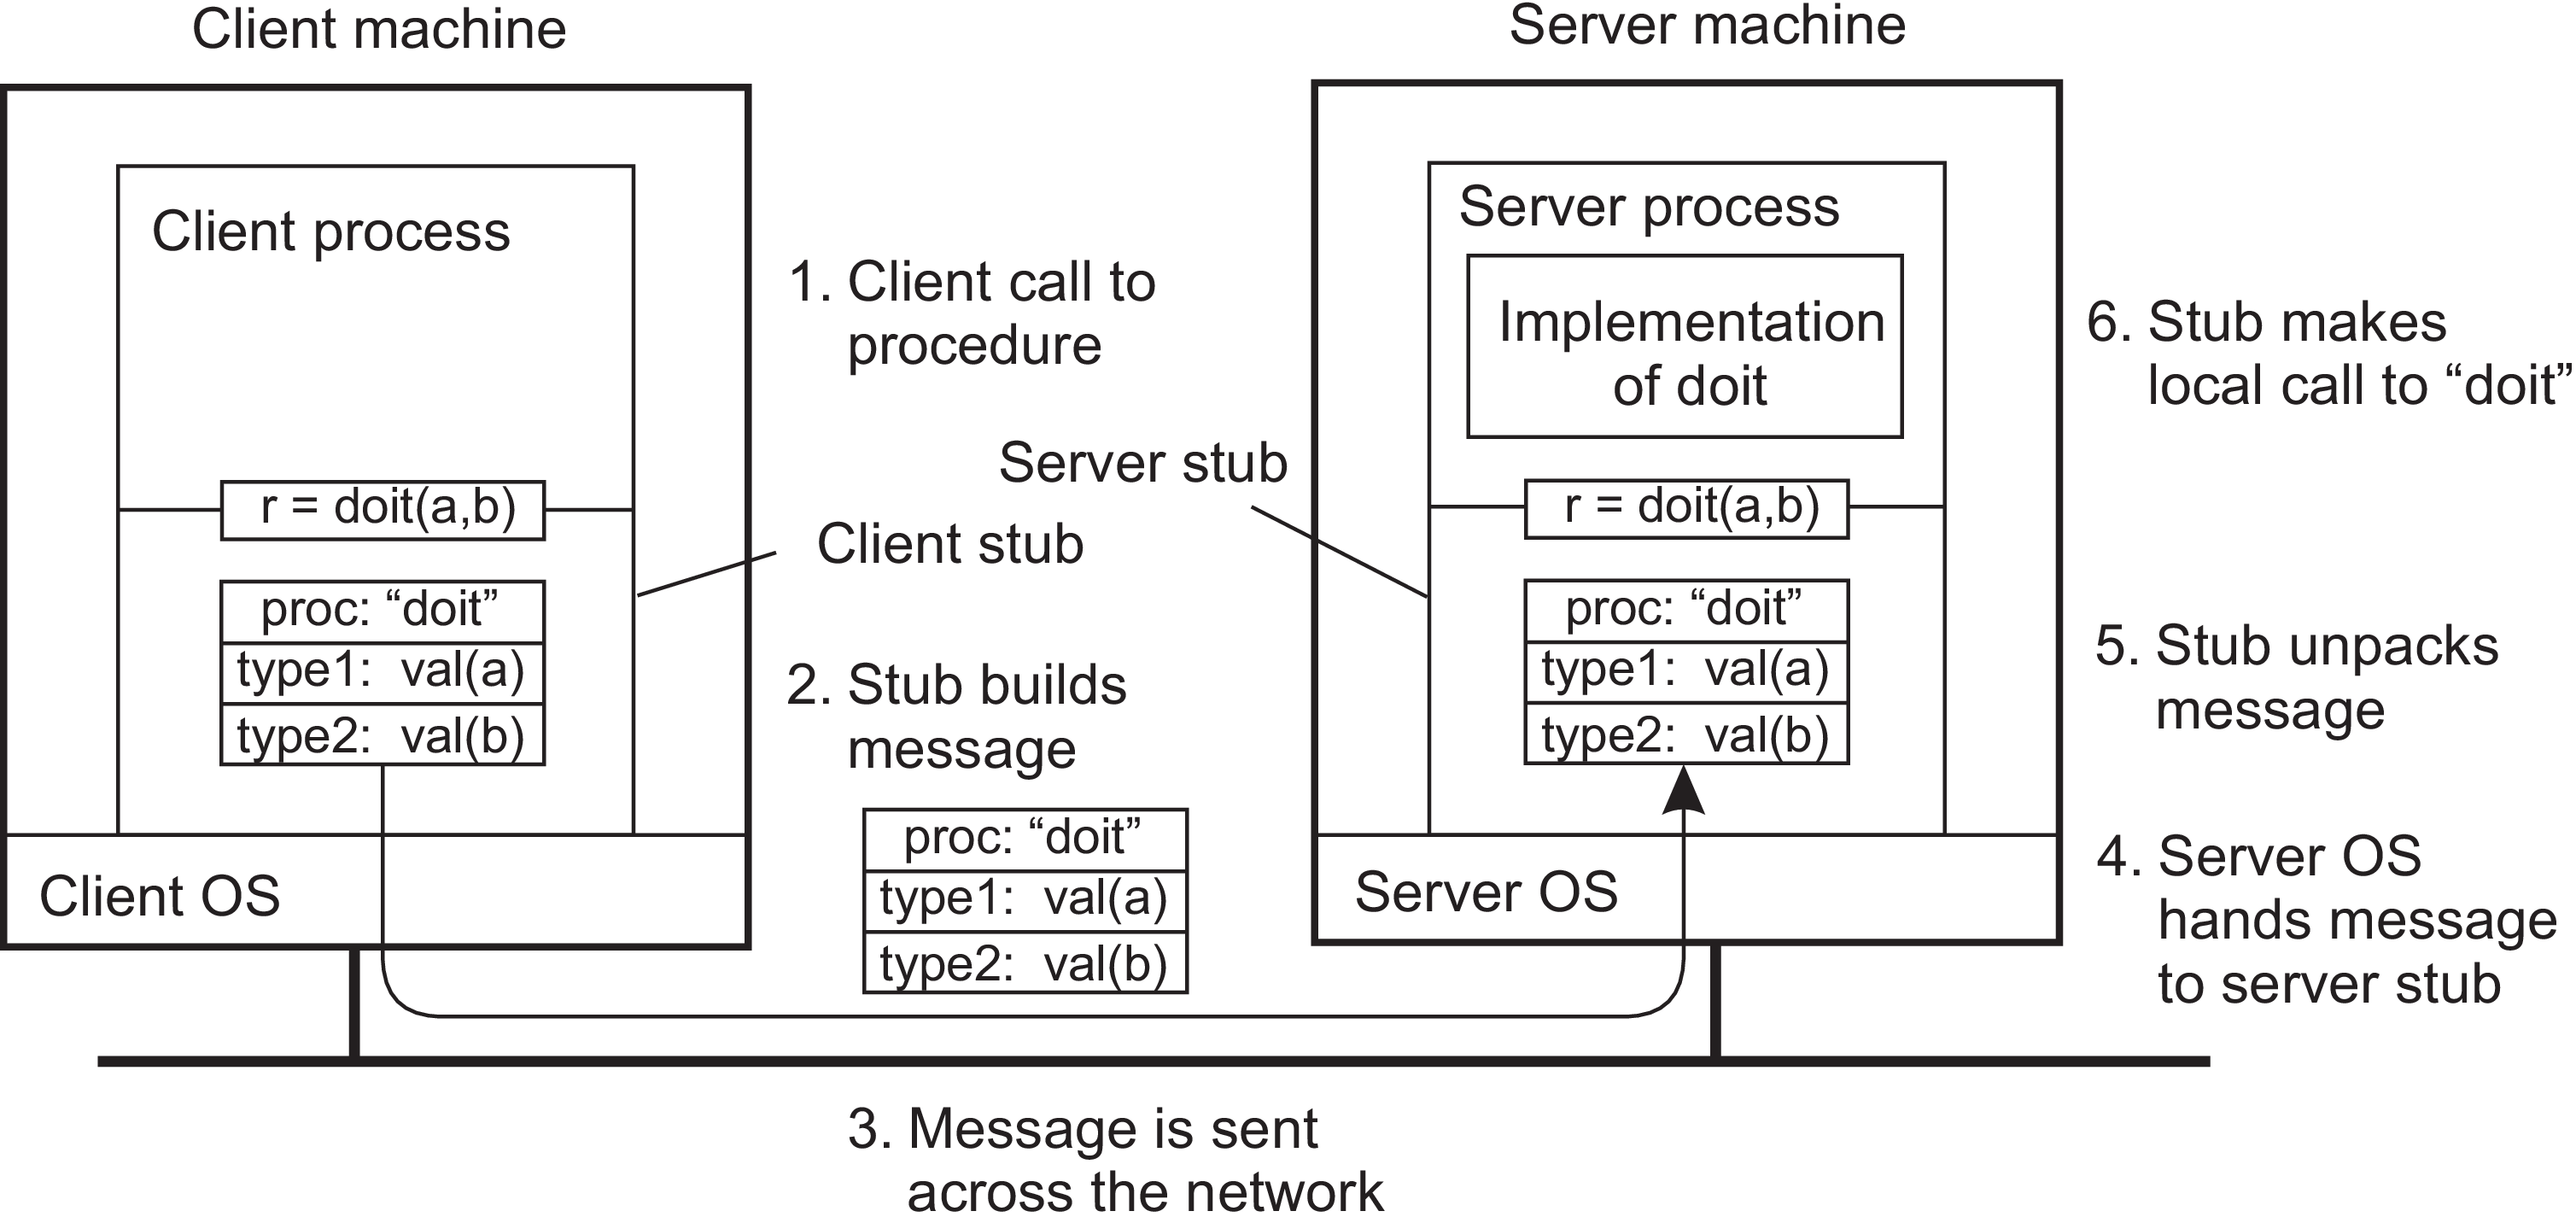 Client machine
Client process
r = doit(a,b)
proc: “doit”
type1: val(a)
type2: val(b)
Client OS
1. Client call to
procedure
Server stub
Client stub
2. Stub builds
message
proc: “doit”
type1: val(a)
type2: val(b)
3. Message is sent
across the network
Server machine
Server process
Implementation
of doit
r = doit(a,b)
proc: “doit”
type1: val(a)
type2: val(b)
Server OS
6. Stub makes
local call to “doit”
5. Stub unpacks
message
4. Server OS
hands message
to server stub